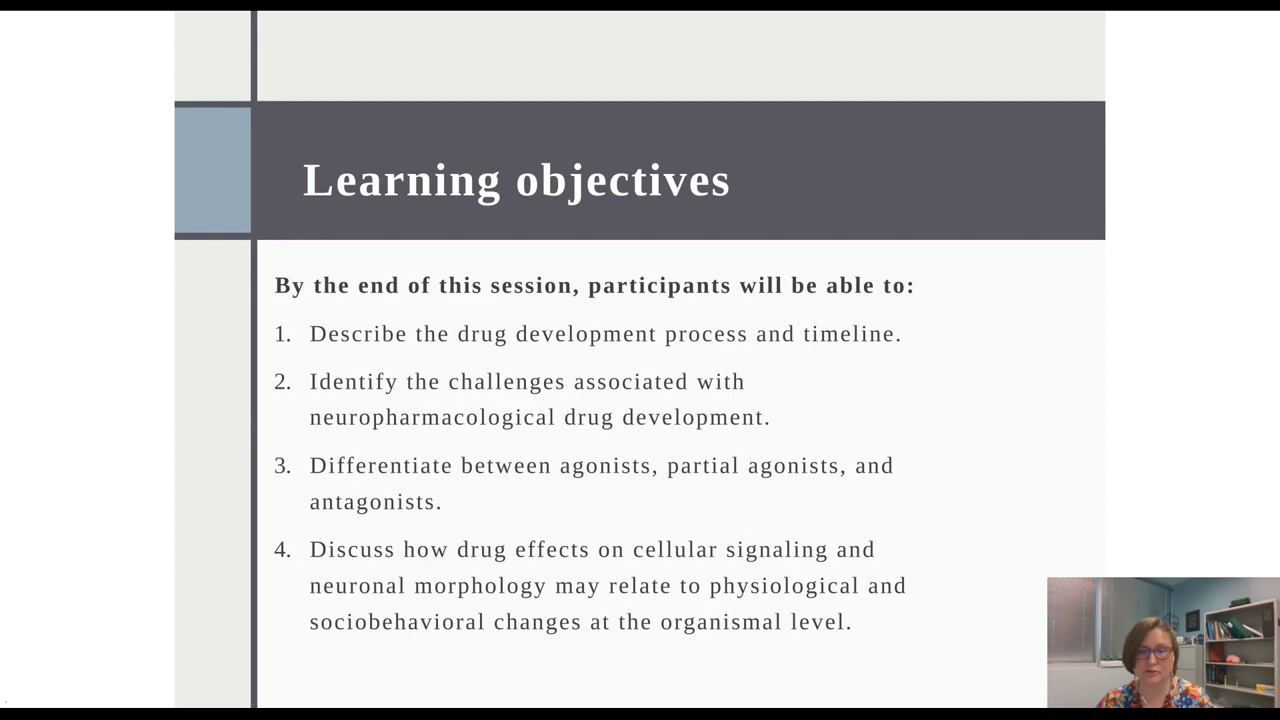 Learning objectives
By the end of this session, participants will be able to:
1. Describe the drug development process and timeline.
2. Identify the challenges associated with
neuropharmacological drug development.
3. Differentiate between agonists, partial agonists, and
antagonists.
4. Discuss how drug effects on cellular signaling and
neuronal morphology may relate to physiological and
sociobehavioral changes at the organismal level.